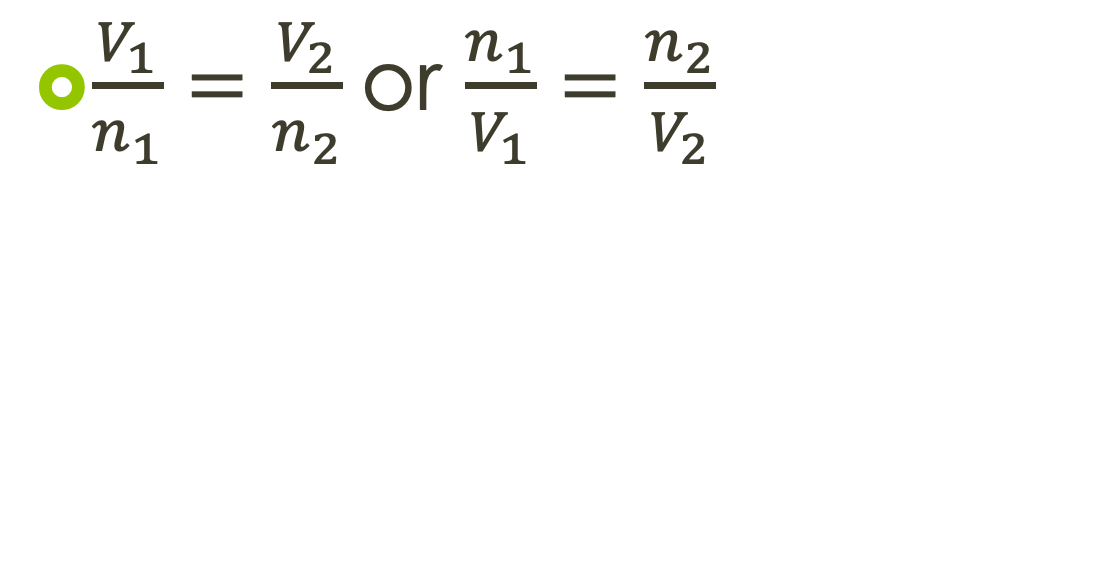 V₁/n₁ = V₂/n₂ or n₁/V₁ = n₂/V₂